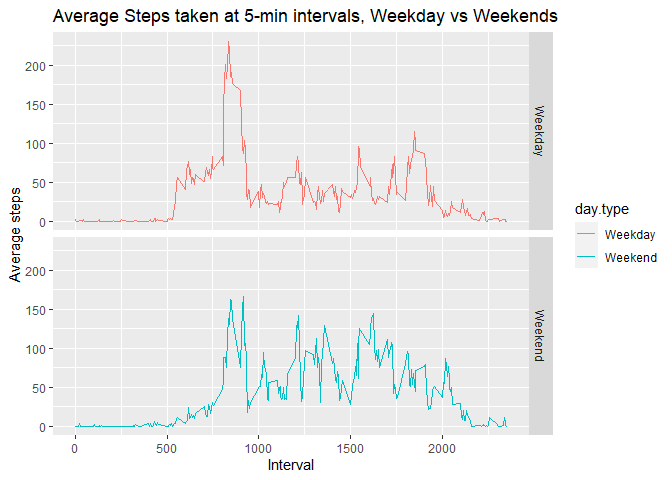 Average Steps taken at 5-min intervals, Weekday vs Weekends
200
150
100
50
0
Weekday
200
150
100
50
0
Weekend
Average steps
0 500 1000 1500 2000
Interval
day.type
Weekday
Weekend